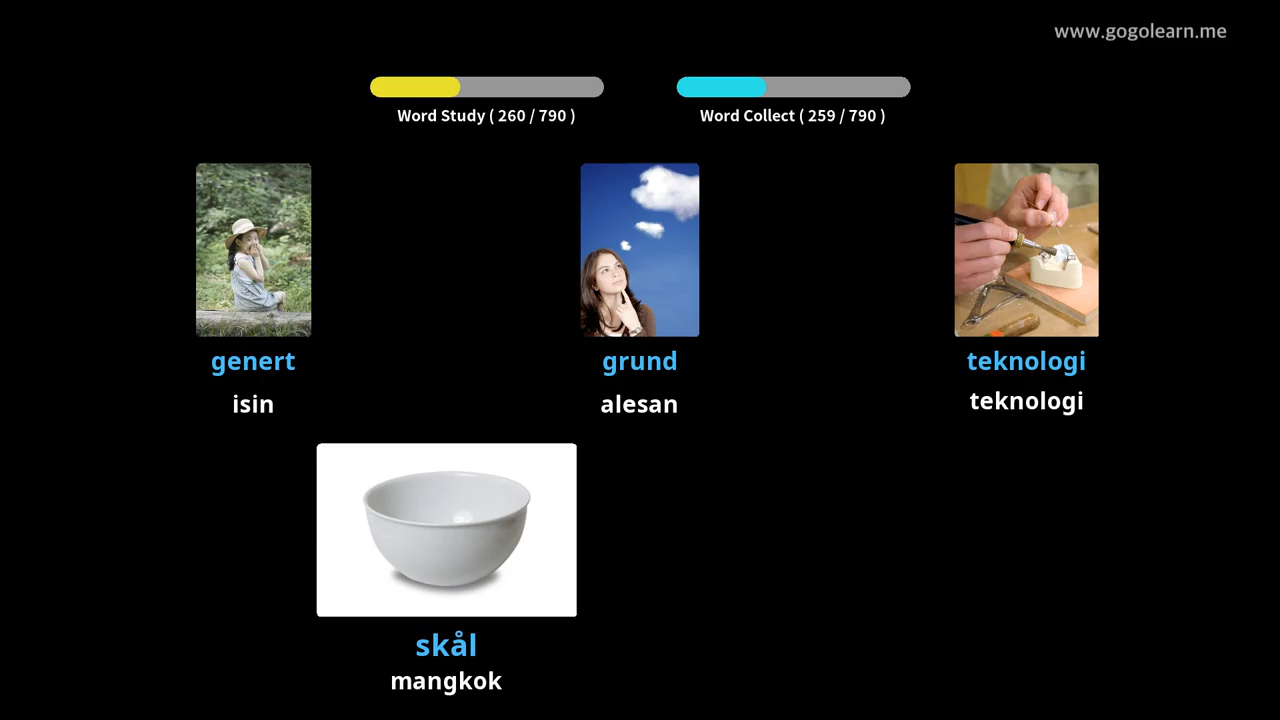 www.gogolearn.me
Word Study ( 260 / 790 )
Word Collect ( 259 / 790 )
genert
grund
teknologi
isin
alesan
teknologi
skål
mangkok